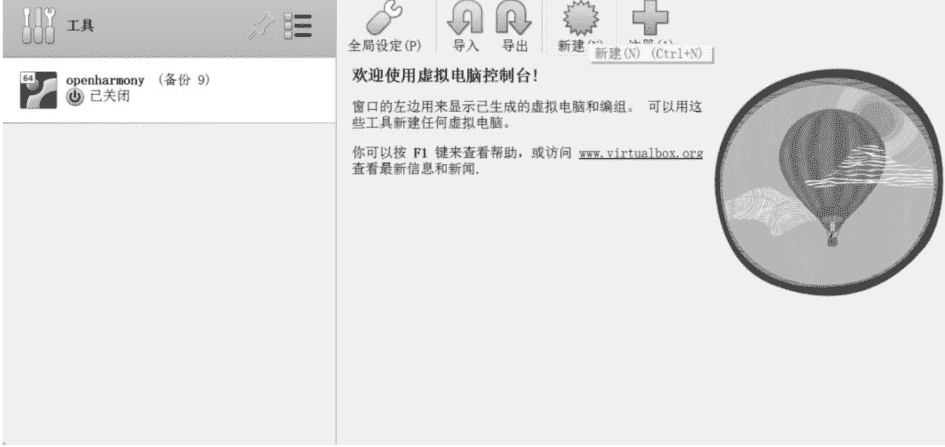 工具
64
openharmony （备份 9）
已关闭
全局设定(P)
导入
导出
新建(N)
注册(A)
新建(N) (Ctrl+N)
欢迎使用虚拟电脑控制台!
窗口的左边用来显示已生成的虚拟电脑和编组。 可以用这
些工具新建任何虚拟电脑。
你可以按 F1 键来查看帮助，或访问 www.virtualbox.org
查看最新信息和新闻.